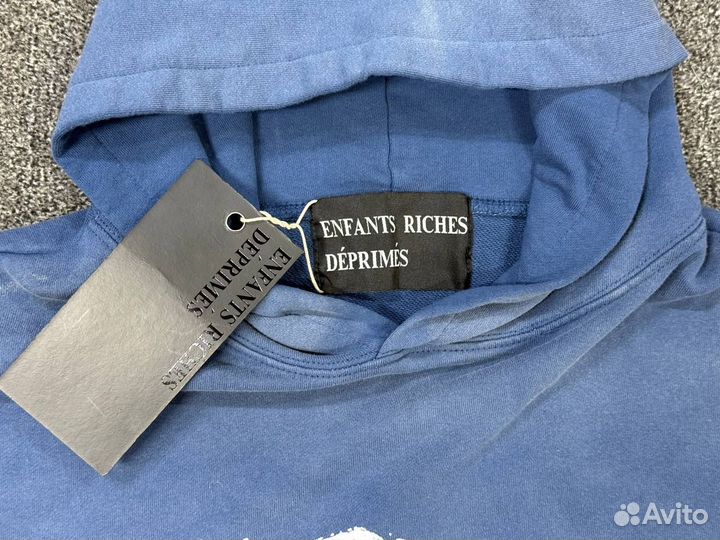 ENFANTS RICHES
DÉPRIMÉS
ENFANTS RICHES
DÉPRIMÉS
Avito